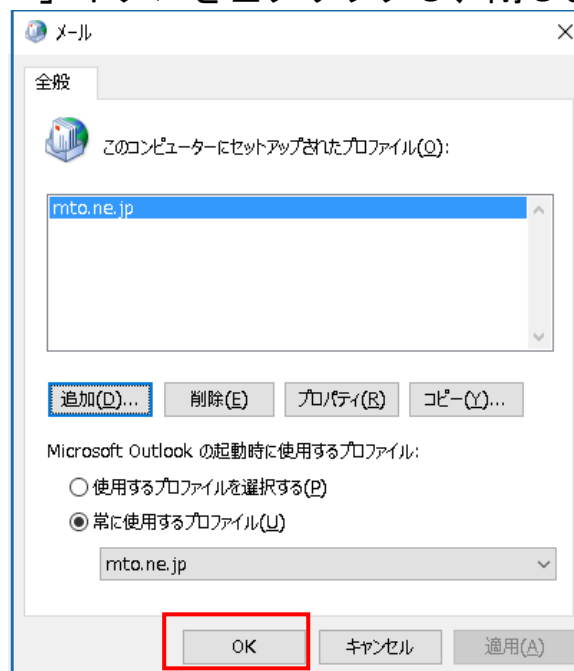 メール
全般
このコンピューターにセットアップされたプロファイル(O):
mto.ne.jp
追加(D)... 削除(E) プロパティ(R) コピー(Y)...
Microsoft Outlook の起動時に使用するプロファイル:
使用するプロファイルを選択する(P)
常に使用するプロファイル(U)
mto.ne.jp
OK キャンセル 適用(A)